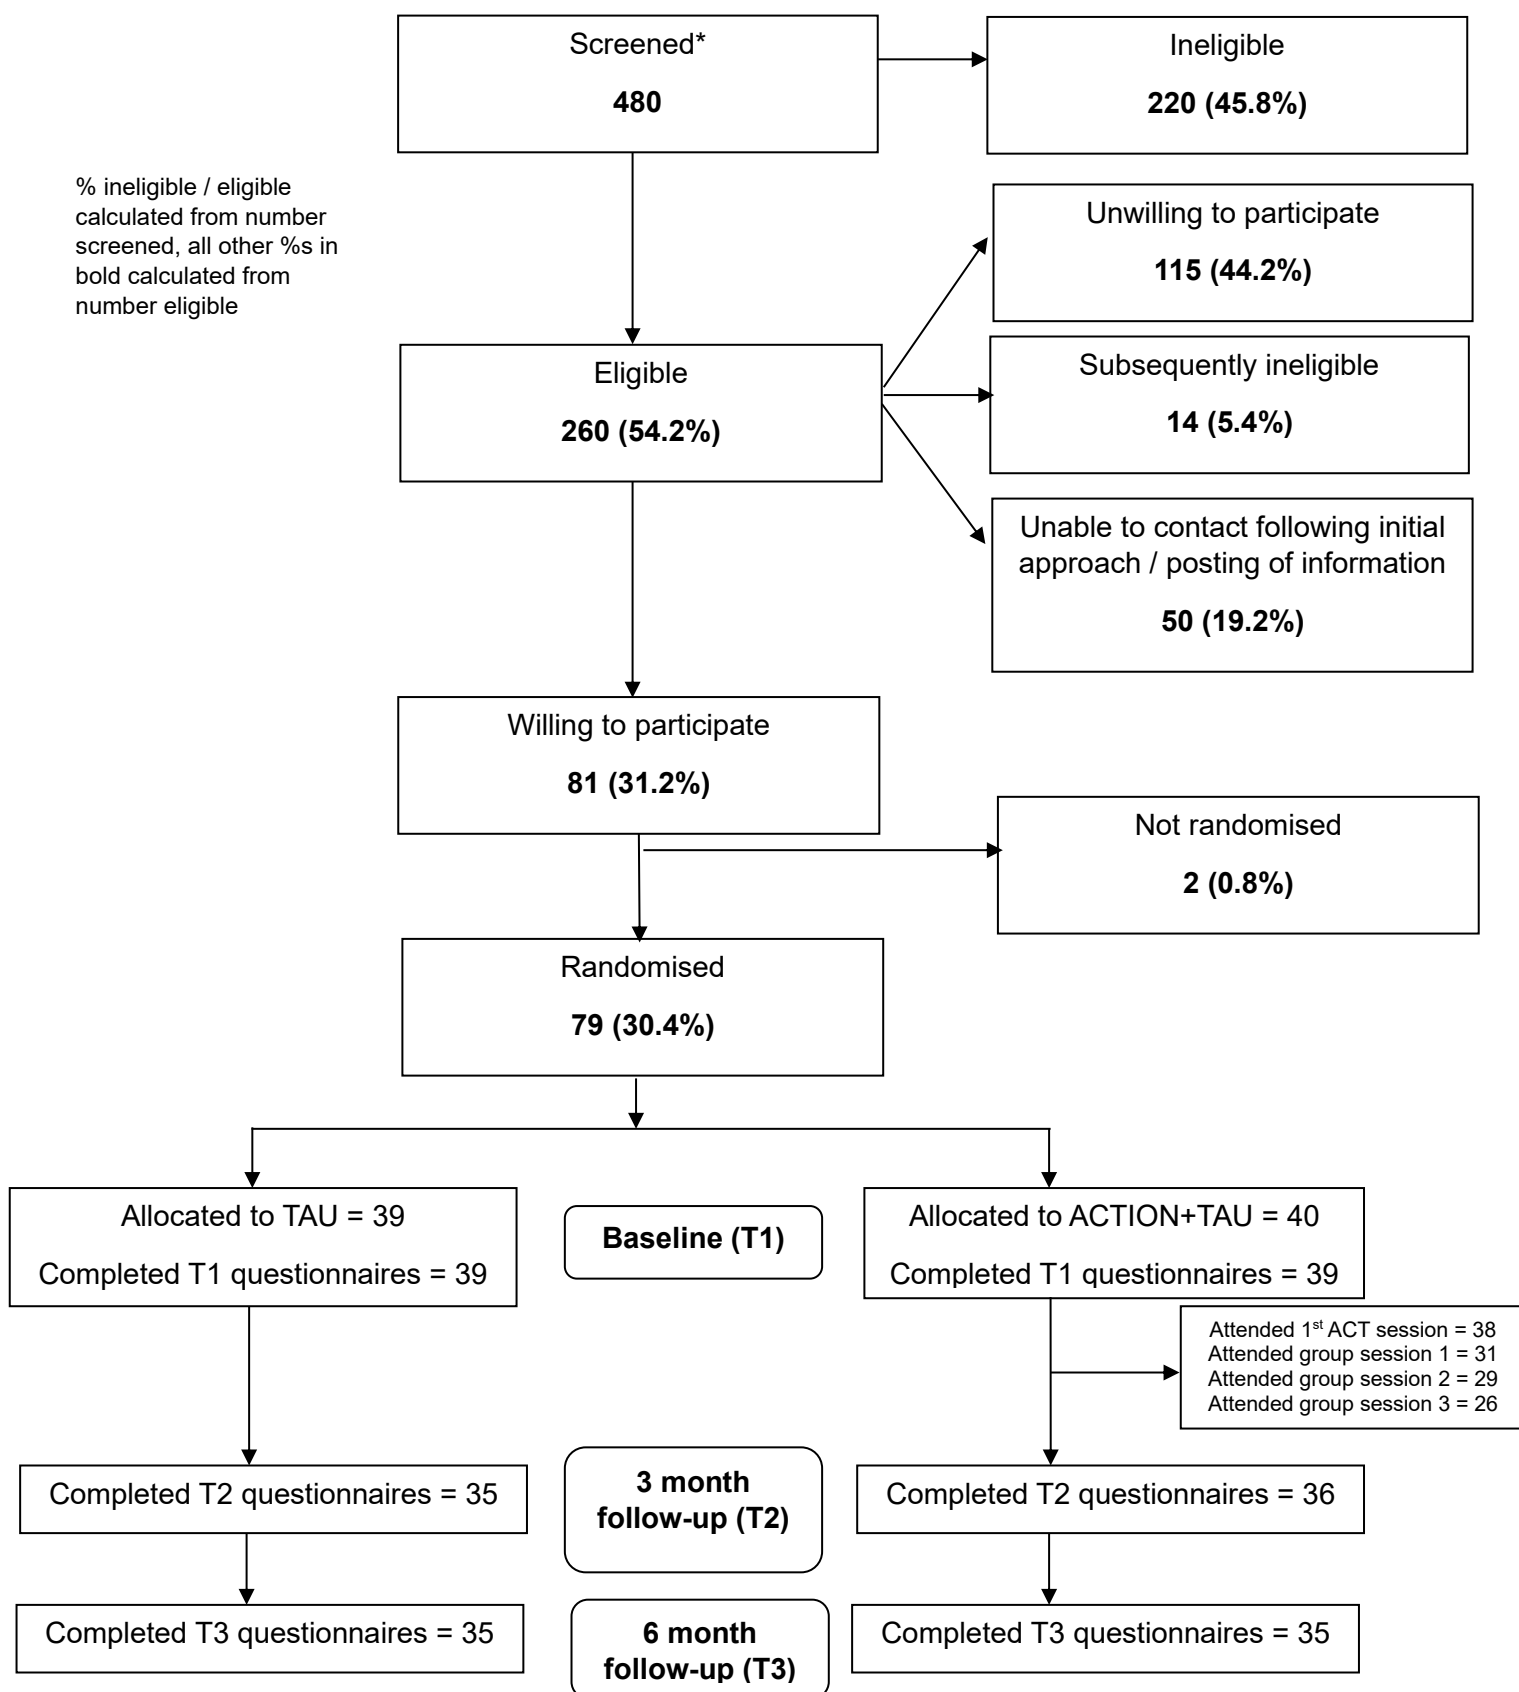 Screened*
480
Ineligible
220 (45.8%)
% ineligible / eligible
calculated from number
screened, all other %s in
bold calculated from
number eligible
Unwilling to participate
115 (44.2%)
Eligible
260 (54.2%)
Subsequently ineligible
14 (5.4%)
Unable to contact following initial
approach / posting of information
50 (19.2%)
Willing to participate
81 (31.2%)
Not randomised
2 (0.8%)
Randomised
79 (30.4%)
Allocated to TAU = 39
Completed T1 questionnaires = 39
Baseline (T1)
Allocated to ACTION+TAU = 40
Completed T1 questionnaires = 39
Attended 1st ACT session = 38
Attended group session 1 = 31
Attended group session 2 = 29
Attended group session 3 = 26
Completed T2 questionnaires = 35
3 month
follow-up (T2)
Completed T2 questionnaires = 36
Completed T3 questionnaires = 35
6 month
follow-up (T3)
Completed T3 questionnaires = 35